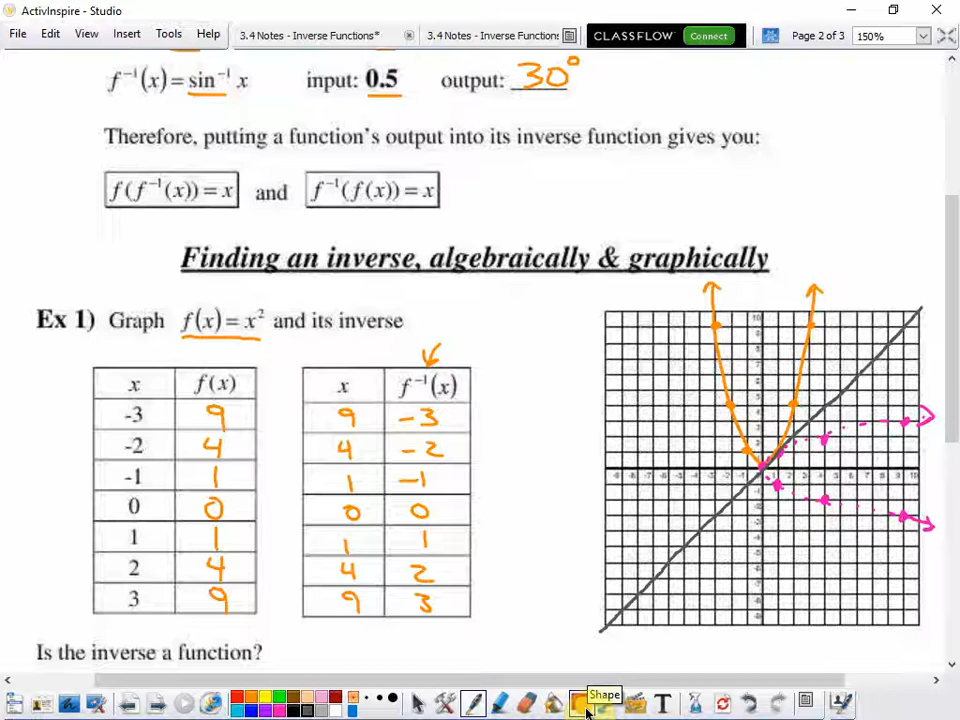 ActivInspire - Studio
File Edit View Insert Tools Help
3.4 Notes - Inverse Functions*
3.4 Notes - Inverse Functions
CLASSFLOW Connect
Page 2 of 3
150%
f⁻¹(x) = sin⁻¹ x input: 0.5 output: 30°
Therefore, putting a function's output into its inverse function gives you:
f(f⁻¹(x)) = x and f⁻¹(f(x)) = x
Finding an inverse, algebraically & graphically
Ex 1) Graph f(x) = x² and its inverse
x f(x) x f⁻¹(x)
-3 9 9 -3
-2 4 4 -2
-1 1 1 -1
0 0 0 0
1 1 1 1
2 4 4 2
3 9 9 3
Is the inverse a function?
Shape
T